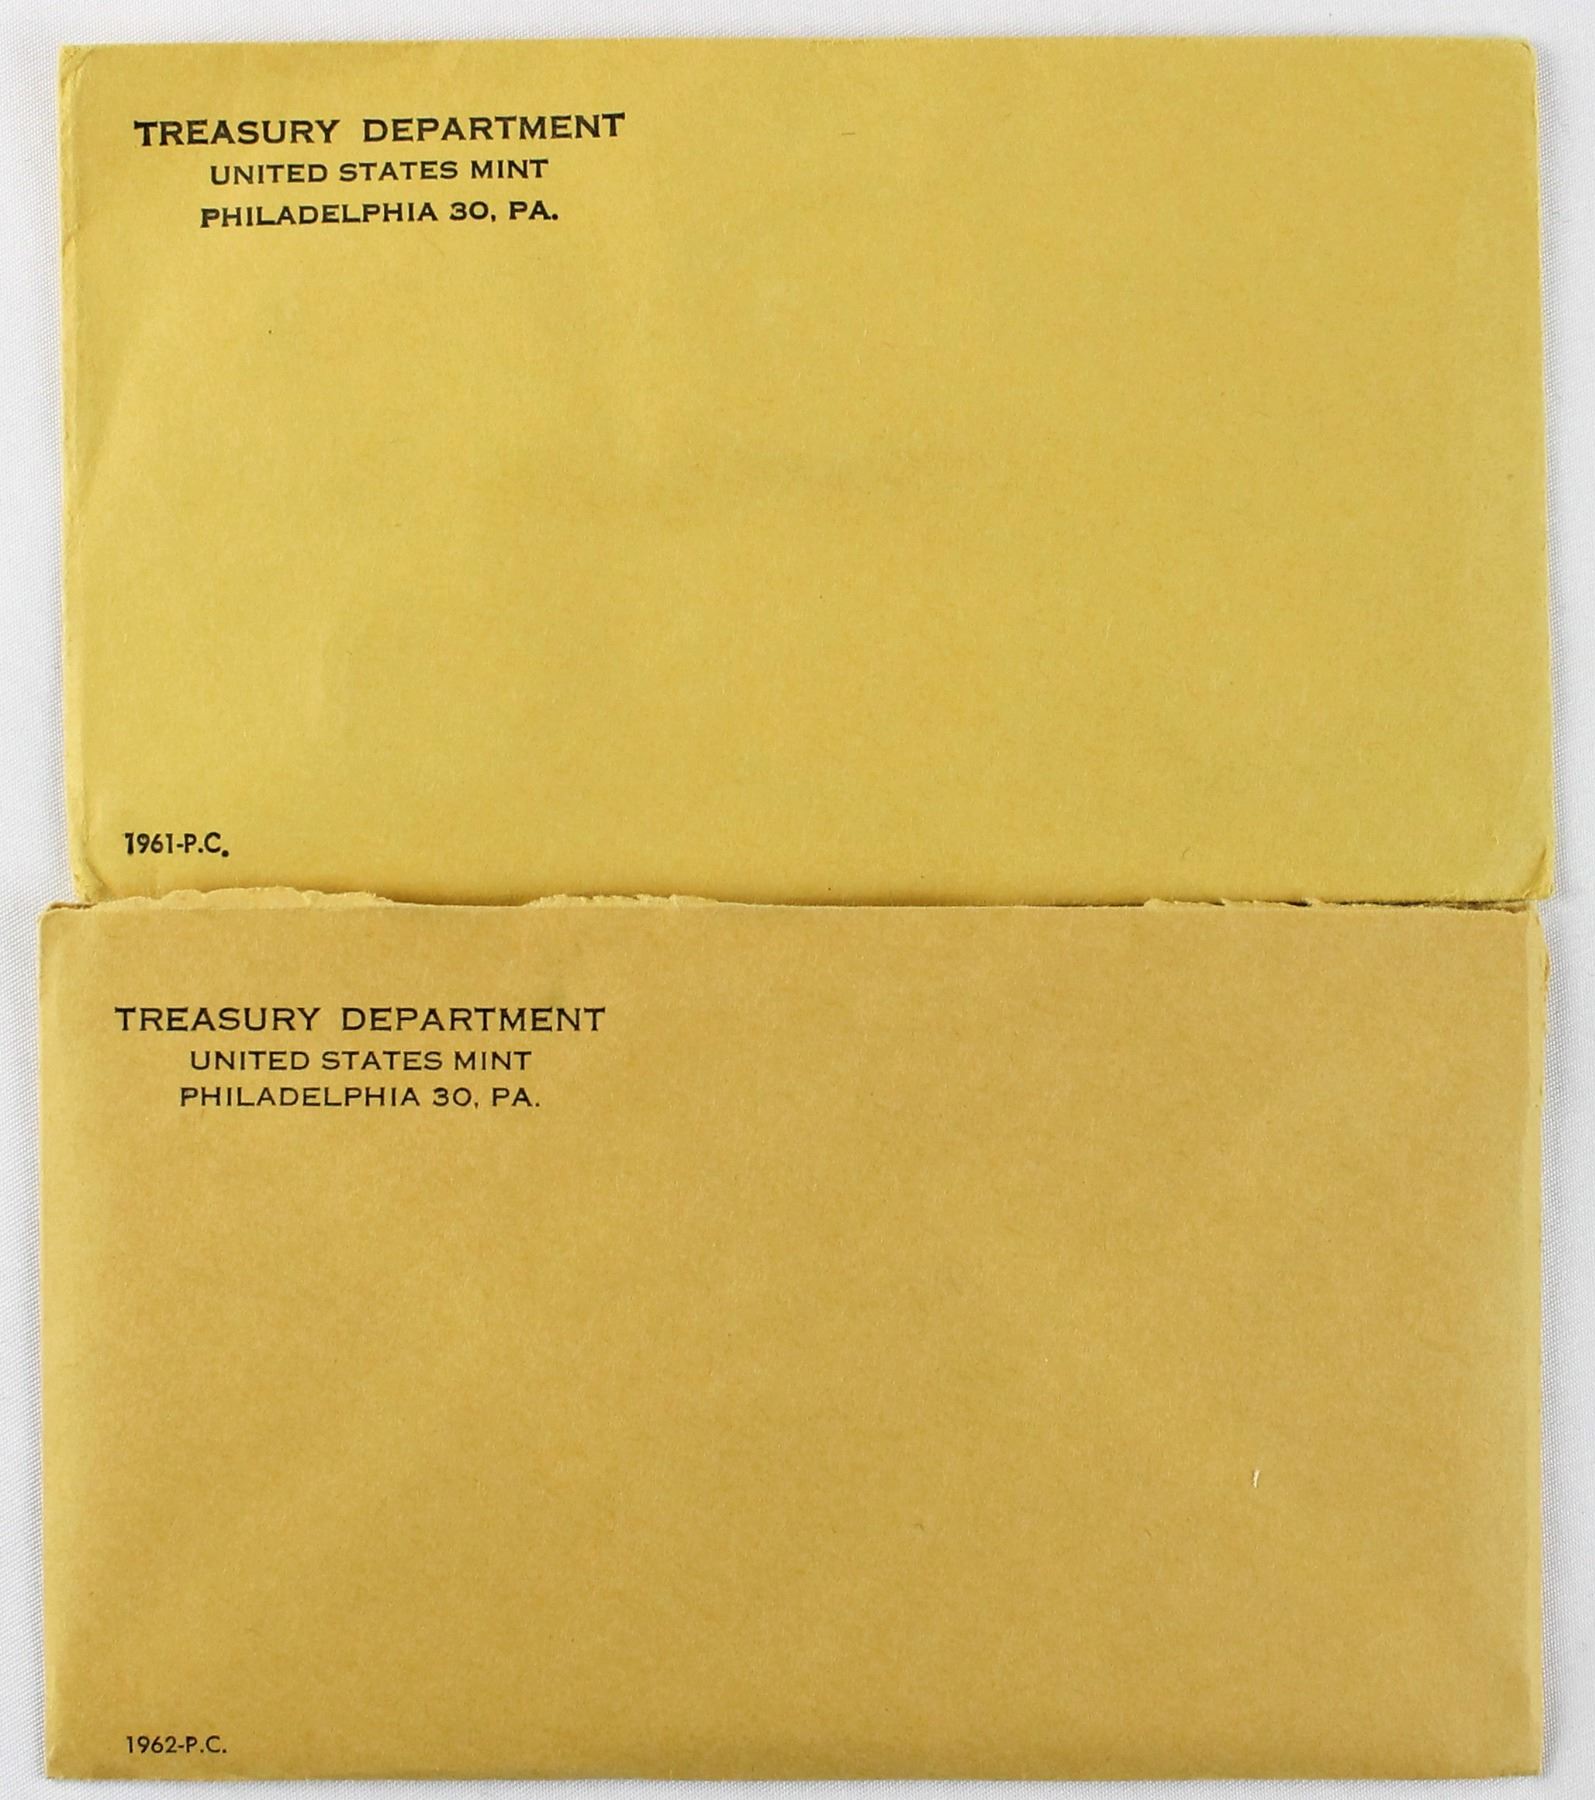 TREASURY DEPARTMENT
UNITED STATES MINT
PHILADELPHIA 30, PA.
1961-P.C.
TREASURY DEPARTMENT
UNITED STATES MINT
PHILADELPHIA 30, PA.
1962-P.C.